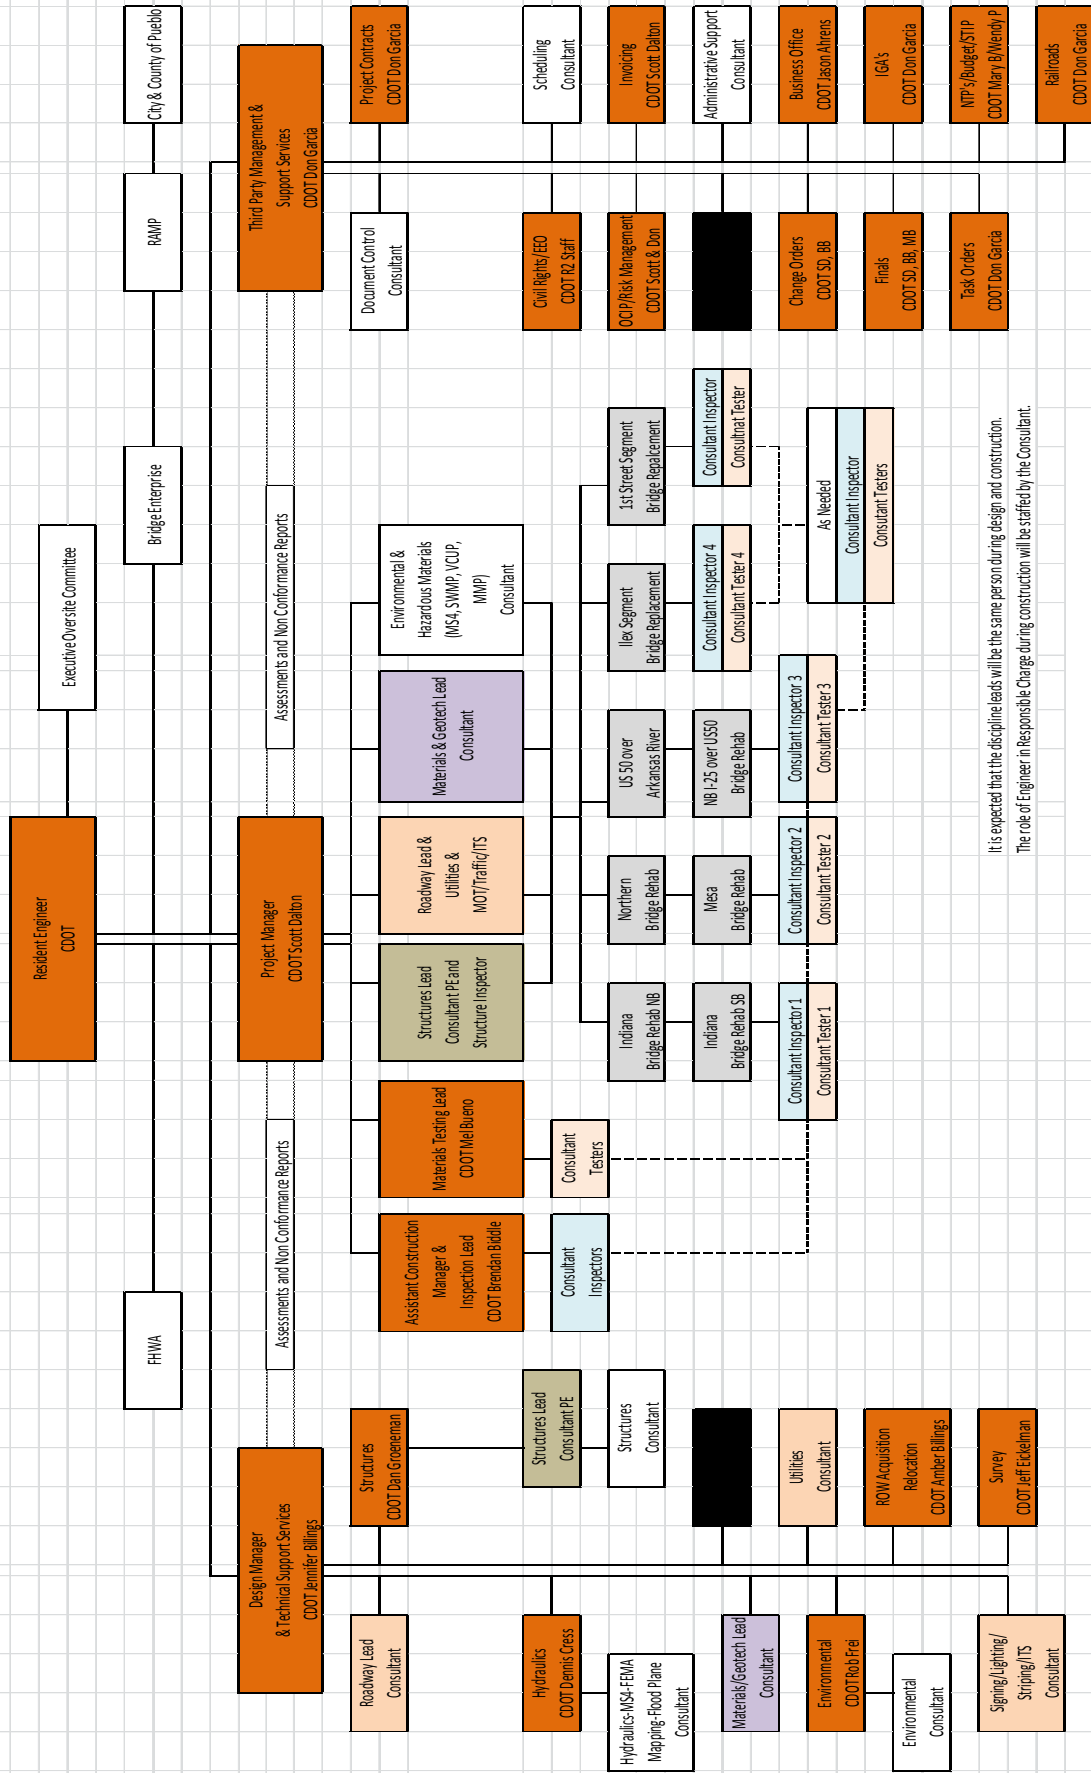 Resident Engineer
CDOT
Executive Oversite Committee
FHWA
Bridge Enterprise
RAMP
City & County of Pueblo
Design Manager
& Technical Support Services
CDOT Jennifer Billings
Assessments and Non Conformance Reports
Project Manager
CDOT Scott Dalton
Assessments and Non Conformance Reports
Third Party Management &
Support Services
CDOT Don Garcia
Roadway Lead
Consultant
Structures
CDOT Dan Groeneman
Hydraulics
CDOT Dennis Cress
Hydraulics-MS4-FEMA
Mapping-Flood Plane
Consultant
Structures Lead
Consultant PE
Structures
Consultant
Materials/Geotech Lead
Consultant
Utilities
Consultant
Environmental
CDOT Rob Frei
Environmental
Consultant
ROW Acquisition
Relocation
CDOT Amber Billings
Signing/Lighting/
Striping/ITS
Consultant
Survey
CDOT Jeff Eickelman
Assistant Construction
Manager &
Inspection Lead
CDOT Brendan Biddle
Consultant
Inspectors
Materials Testing Lead
CDOT Mel Bueno
Consultant
Testers
Structures Lead
Consultant PE and
Structure Inspector
Roadway Lead &
Utilities &
MOT/Traffic/ITS
Materials & Geotech Lead
Consultant
Environmental &
Hazardous Materials
(MS4, SWMP, VCUP,
MMP)
Consultant
Indiana
Bridge Rehab NB
Northern
Bridge Rehab
US 50 over
Arkansas River
Ilex Segment
Bridge Replacement
1st Street Segment
Bridge Repalcement
Indiana
Bridge Rehab SB
Mesa
Bridge Rehab
NB I-25 over US50
Bridge Rehab
Consultant Inspector 4
Consultant Tester 4
Consultant Inspector
Consultnat Tester
Consultant Inspector 1
Consultant Tester 1
Consultant Inspector 2
Consultant Tester 2
Consultant Inspector 3
Consultant Tester 3
As Needed
Consultant Inspector
Consutant Testers
Document Control
Consultant
Project Contracts
CDOT Don Garcia
Civil Rights/EEO
CDOT R2 Staff
Scheduling
Consultant
OCIP/Risk Management
CDOT Scott & Don
Invoicing
CDOT Scott Dalton
Administrative Support
Consultant
Change Orders
CDOT SD, BB
Business Office
CDOT Jason Ahrens
Finals
CDOT SD, BB, MB
IGA's
CDOT Don Garcia
Task Orders
CDOT Don Garcia
NTP's/Budget/STIP
CDOT Mary B/Wendy P
Railroads
CDOT Don Garcia
It is expected that the discipline leads will be the same person during design and construction.
The role of Engineer in Responsible Charge during construction will be staffed by the Consultant.